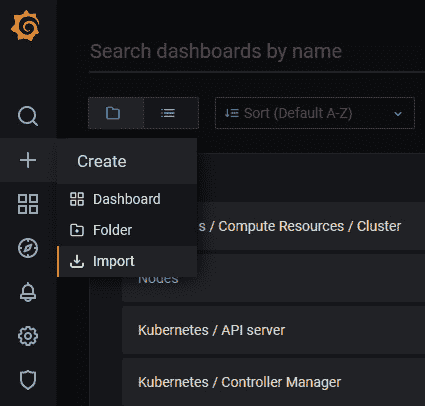 Search dashboards by name
Sort (Default A-Z)
Create
Dashboard
Folder
Import
s / Compute Resources / Cluster
Nodes
Kubernetes / API server
Kubernetes / Controller Manager